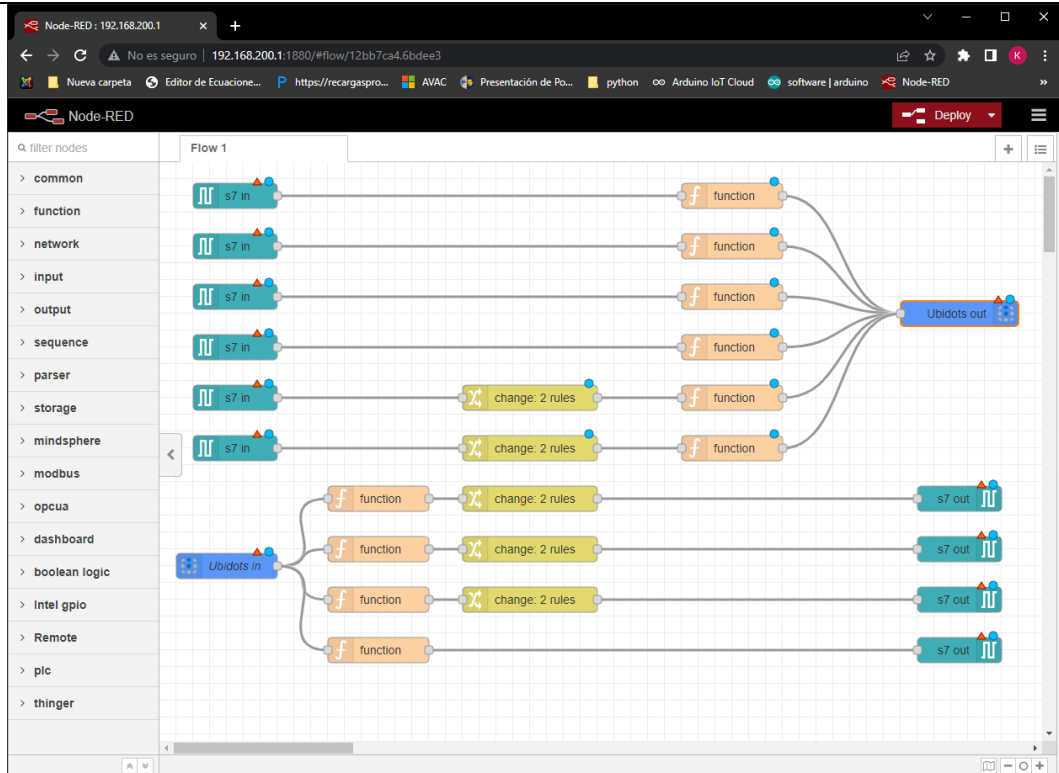 Node-RED : 192.168.200.1
No es seguro 192.168.200.1:1880/#flow/12bb7ca4.6bdee3
K
Nueva carpeta Editor de Ecuacione... https://recargaspro... AVAC Presentación de Po... python Arduino IoT Cloud software | arduino Node-RED »
Node-RED Deploy
filter nodes Flow 1
common
function
network
input
output
sequence
parser
storage
mindsphere
modbus
opcua
dashboard
boolean logic
Intel gpio
Remote
plc
thinger
s7 in function
s7 in function
s7 in function
Ubidots out
s7 in function
s7 in change: 2 rules function
s7 in change: 2 rules function
function change: 2 rules s7 out
function change: 2 rules s7 out
Ubidots in
function change: 2 rules s7 out
function s7 out